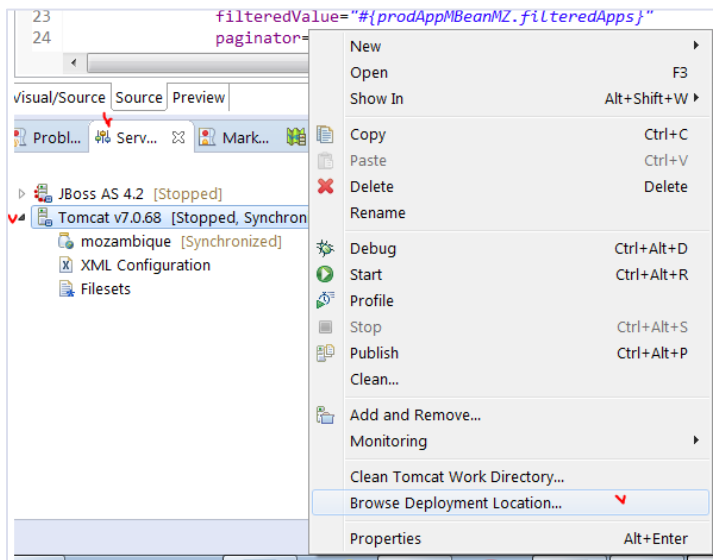 23 filteredValue="#{prodAppMBeanMZ.filteredApps}"
24 paginator=
Visual/Source Source Preview
Probl... Serv... Mark...
JBoss AS 4.2 [Stopped]
Tomcat v7.0.68 [Stopped, Synchron
mozambique [Synchronized]
XML Configuration
Filesets
New
Open F3
Show In Alt+Shift+W
Copy Ctrl+C
Paste Ctrl+V
Delete Delete
Rename
Debug Ctrl+Alt+D
Start Ctrl+Alt+R
Profile
Stop Ctrl+Alt+S
Publish Ctrl+Alt+P
Clean...
Add and Remove...
Monitoring
Clean Tomcat Work Directory...
Browse Deployment Location...
Properties Alt+Enter